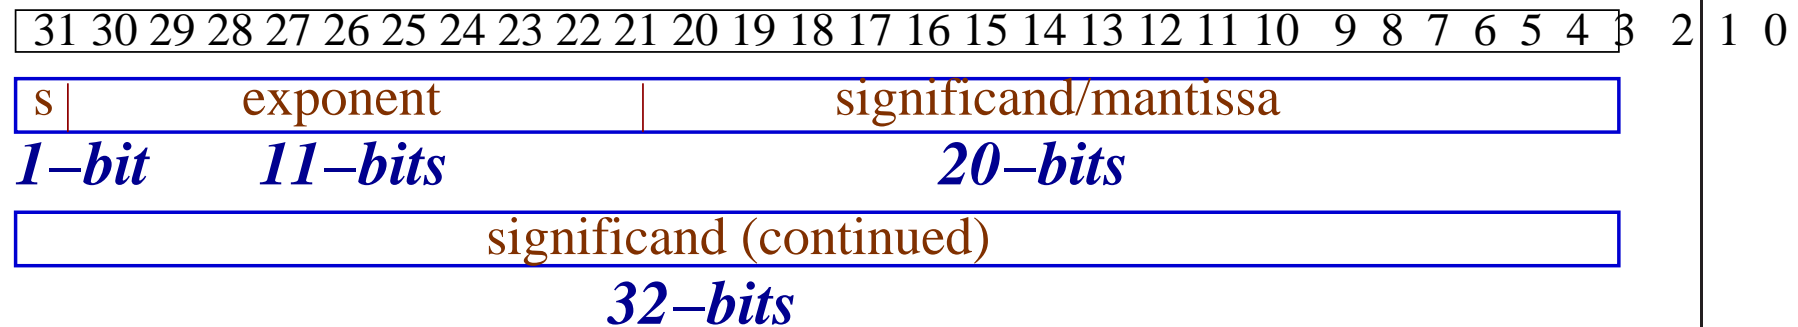 31 30 29 28 27 26 25 24 23 22 21 20 19 18 17 16 15 14 13 12 11 10 9 8 7 6 5 4 3 2 1 0
s exponent significand/mantissa
1–bit 11–bits 20–bits
significand (continued)
32–bits